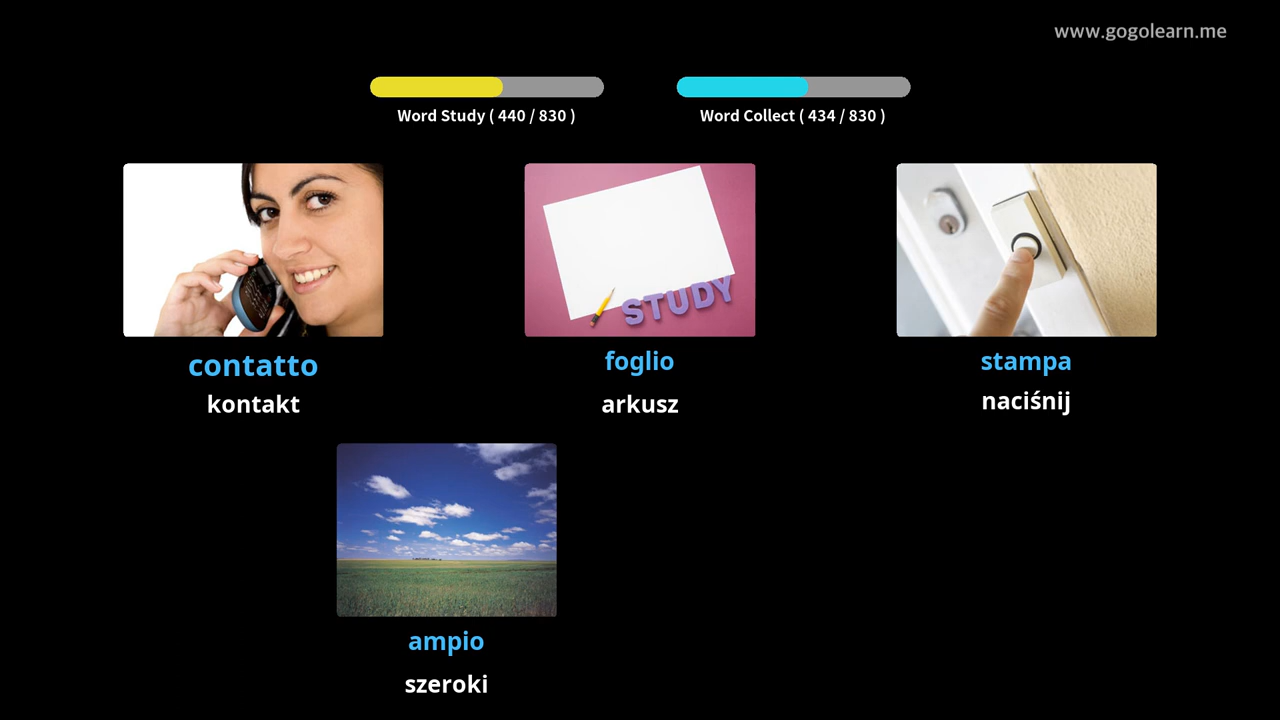 www.gogolearn.me
Word Study ( 440 / 830 )
Word Collect ( 434 / 830 )
STUDY
contatto
kontakt
foglio
arkusz
stampa
naciśnij
ampio
szeroki